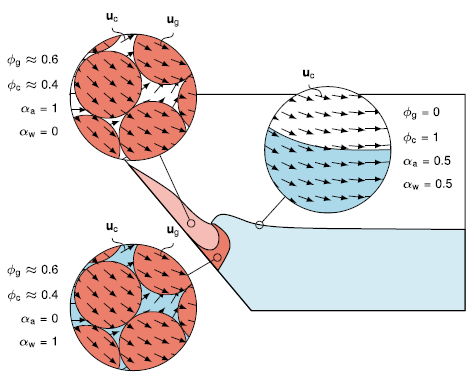 u_c
u_g
ϕ_g ≈ 0.6
ϕ_c ≈ 0.4
α_a = 1
α_w = 0
u_c
ϕ_g = 0
ϕ_c = 1
α_a = 0.5
α_w = 0.5
u_c
u_g
ϕ_g ≈ 0.6
ϕ_c ≈ 0.4
α_a = 0
α_w = 1